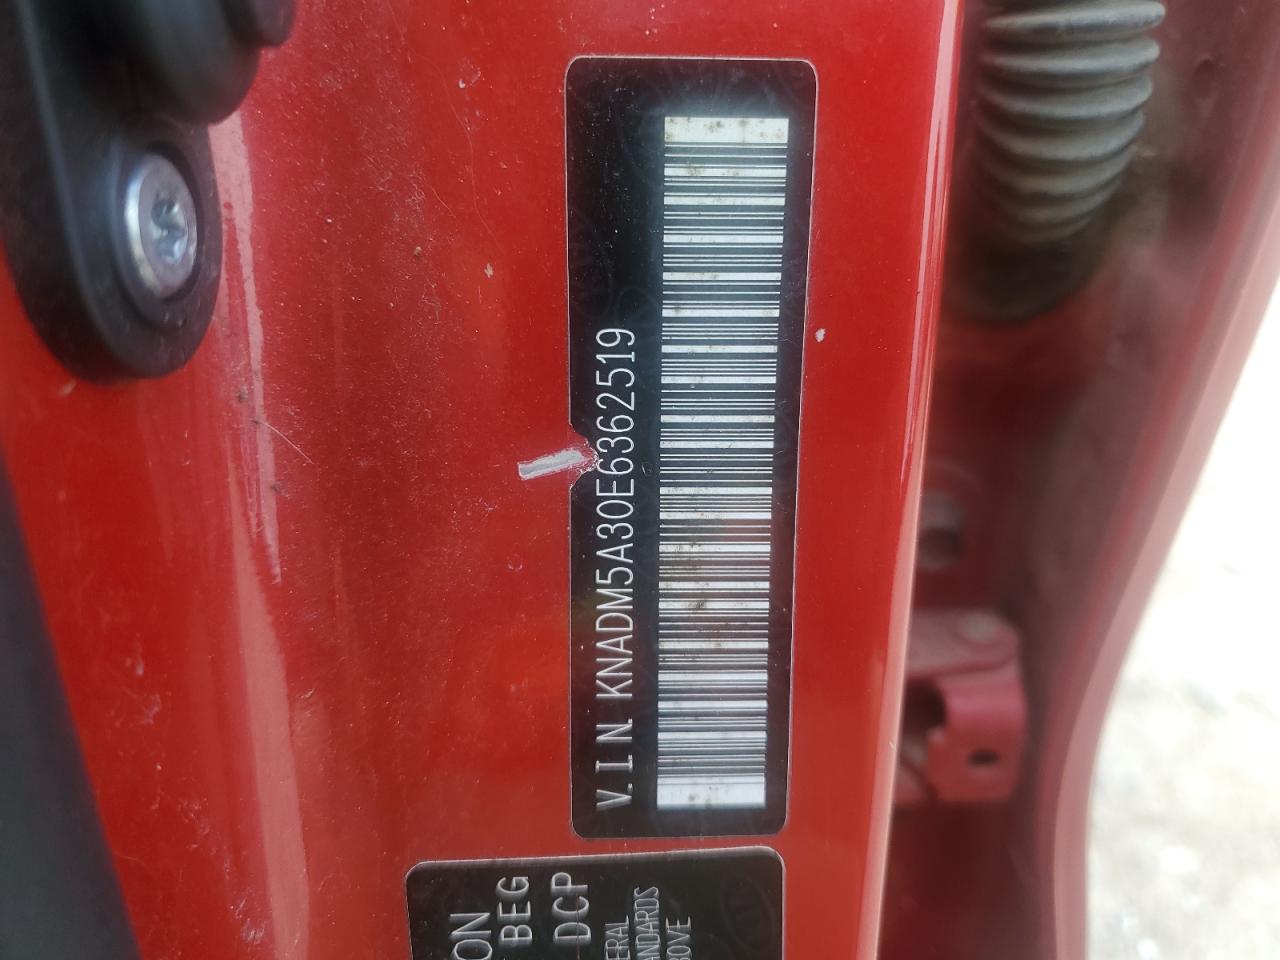 V.I.N. KNADM5A30E6362519
ON
BEG
DCP
ERAL
ANDARDS
BOVE